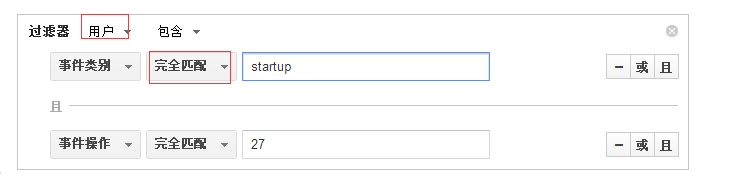 过滤器 用户 包含
事件类别 完全匹配 startup − 或 且
且
事件操作 完全匹配 27 − 或 且